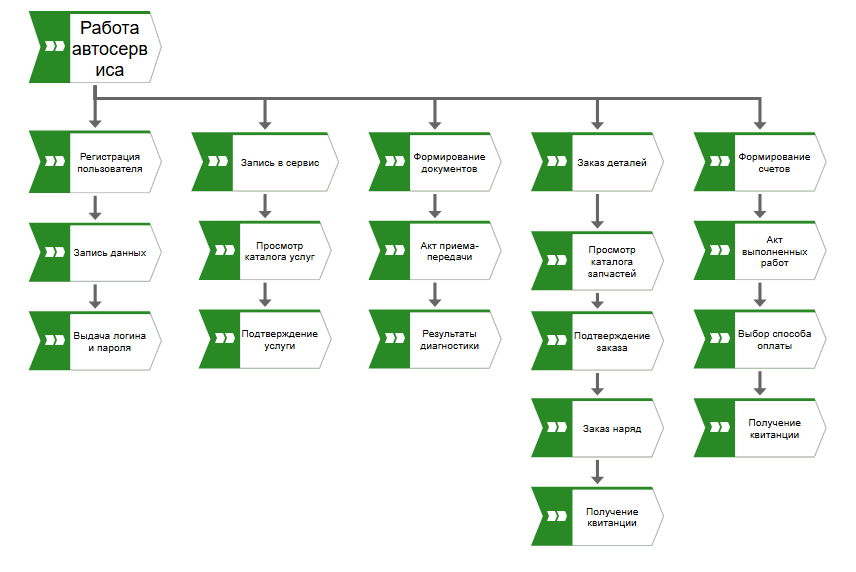 Работа
автосерв
иса
Регистрация
пользователя
Запись в сервис
Формирование
документов
Заказ деталей
Формирование
счетов
Запись данных
Просмотр
каталога услуг
Акт приема-
передачи
Просмотр
каталога
запчастей
Акт
выполненных
работ
Выдача логина
и пароля
Подтверждение
услуги
Результаты
диагностики
Подтверждение
заказа
Выбор способа
оплаты
Заказ наряд
Получение
квитанции
Получение
квитанции